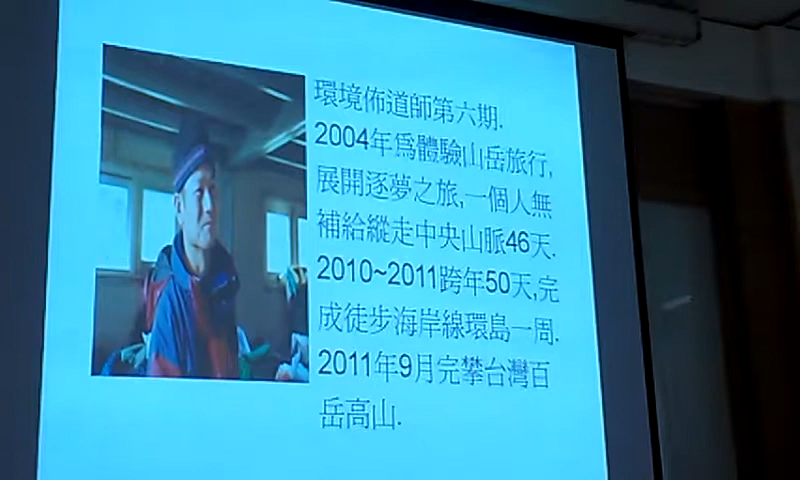 環境佈道師第六期.
2004年為體驗山岳旅行,
展開逐夢之旅,一個人無
補給縱走中央山脈46天.
2010~2011跨年50天,完
成徒步海岸線環島一周.
2011年9月完攀台灣百
岳高山.